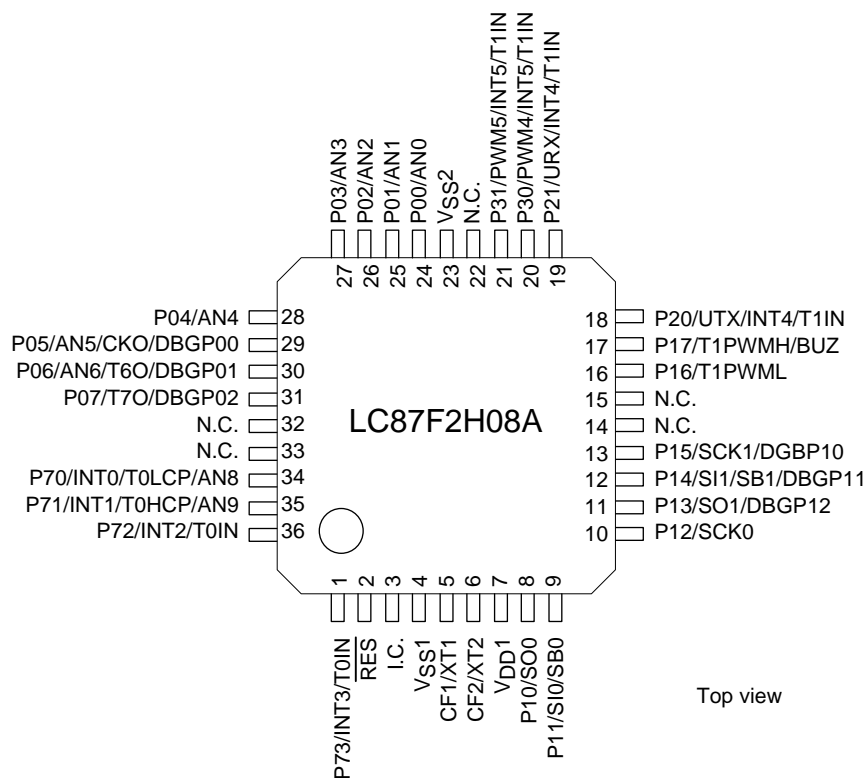 P03/AN3
P02/AN2
P01/AN1
P00/AN0
VSS2
N.C.
P31/PWM5/INT5/T1IN
P30/PWM4/INT5/T1IN
P21/URX/INT4/T1IN
27
26
25
24
23
22
21
20
19
P04/AN4 28
P05/AN5/CKO/DBGP00 29
P06/AN6/T6O/DBGP01 30
P07/T7O/DBGP02 31
N.C. 32
N.C. 33
P70/INT0/T0LCP/AN8 34
P71/INT1/T0HCP/AN9 35
P72/INT2/T0IN 36
LC87F2H08A
18 P20/UTX/INT4/T1IN
17 P17/T1PWMH/BUZ
16 P16/T1PWML
15 N.C.
14 N.C.
13 P15/SCK1/DGBP10
12 P14/SI1/SB1/DBGP11
11 P13/SO1/DBGP12
10 P12/SCK0
1
2
3
4
5
6
7
8
9
P73/INT3/T0IN
RES
I.C.
VSS1
CF1/XT1
CF2/XT2
VDD1
P10/SO0
P11/SI0/SB0
Top view